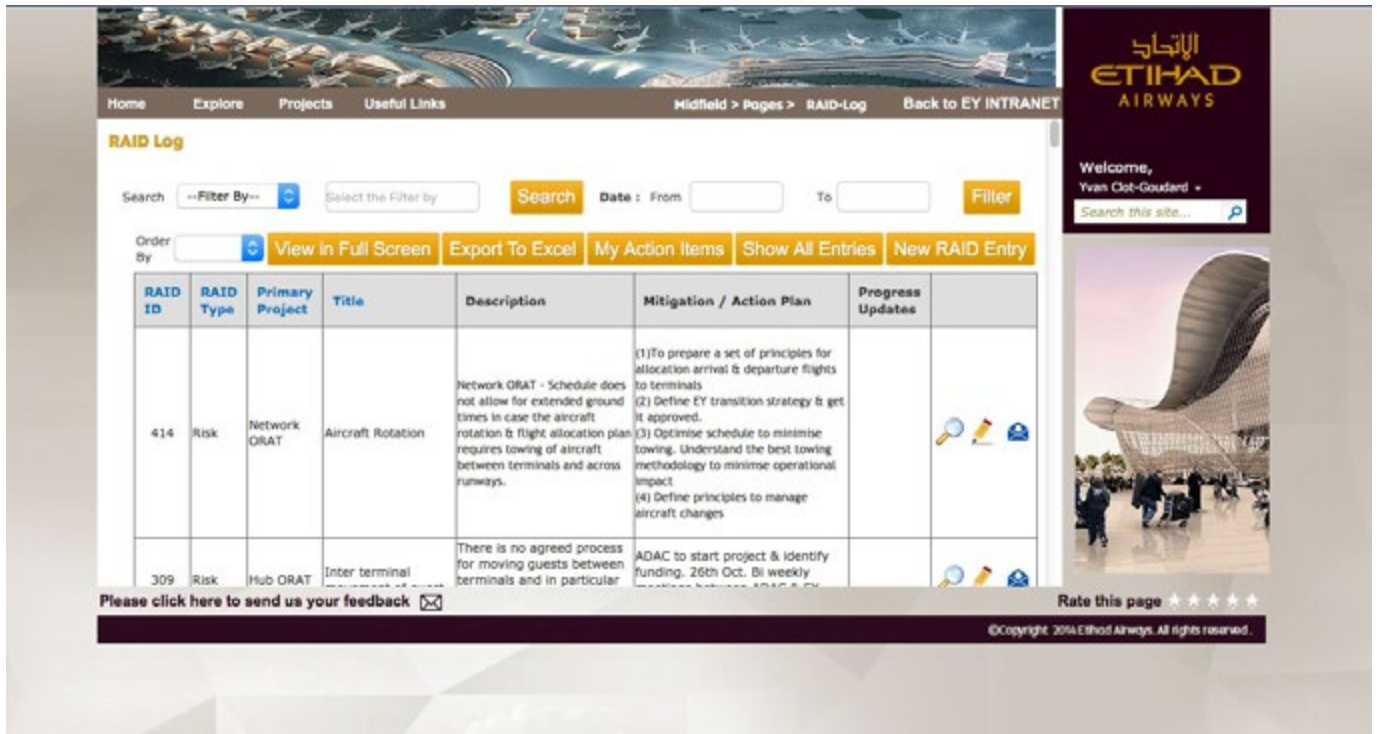 الإتحاد
ETIHAD
AIRWAYS
Home Explore Projects Useful Links Midfield > Pages > RAID-Log Back to EY INTRANET
RAID Log
Welcome,
Yvan Clot-Goudard
Search this site...
Search --Filter By-- Select the Filter by Search Date : From To Filter
Order
By
View in Full Screen Export To Excel My Action Items Show All Entries New RAID Entry
RAID
ID
RAID
Type
Primary
Project
Title
Description
Mitigation / Action Plan
Progress
Updates
414
Risk
Network
ORAT
Aircraft Rotation
Network ORAT - Schedule does
not allow for extended ground
times in case the aircraft
rotation & flight allocation plan
requires towing of aircraft
between terminals and across
runways.
(1)To prepare a set of principles for
allocation arrival & departure flights
to terminals
(2) Define EY transition strategy & get
it approved.
(3) Optimise schedule to minimise
towing. Understand the best towing
methodology to minimse operational
impact
(4) Define principles to manage
aircraft changes
309
Risk
Hub ORAT
Inter terminal
There is no agreed process
for moving guests between
terminals and in particular
ADAC to start project & identify
funding. 26th Oct. Bi weekly
Please click here to send us your feedback
Rate this page
©Copyright 2014 Etihad Airways. All rights reserved.